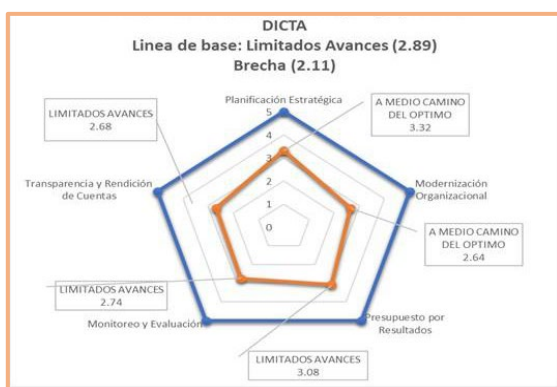 DICTA
Linea de base: Limitados Avances (2.89)
Brecha (2.11)
Planificación Estratégica
A MEDIO CAMINO
DEL OPTIMO
3.32
LIMITADOS AVANCES
2.68
5
4
3
2
1
0
Transparencia y Rendición
de Cuentas
Modernización
Organizacional
A MEDIO CAMINO
DEL OPTIMO
2.64
LIMITADOS AVANCES
2.74
Monitoreo y Evaluación
Presupuesto por
Resultados
LIMITADOS AVANCES
3.08